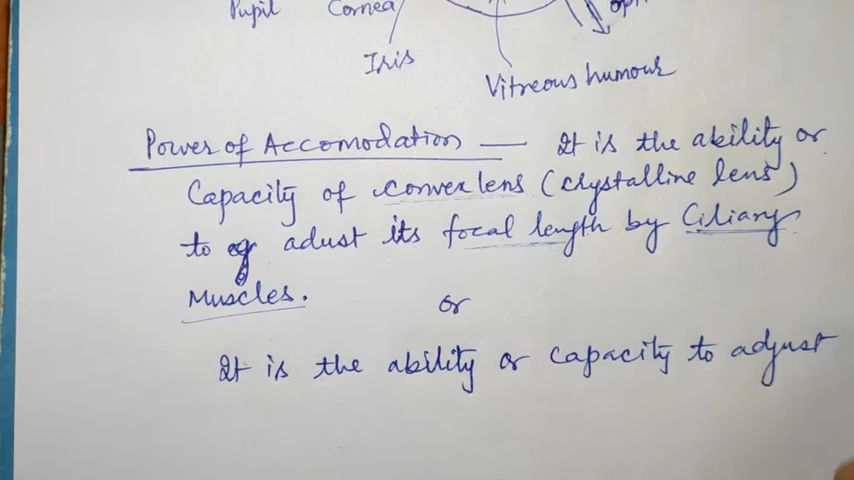 Pupil Cornea
Iris
Vitreous humour
Power of Accomodation — It is the ability or
Capacity of convex lens (crystalline lens)
to adust its focal length by Ciliary
Muscles.
or
It is the ability or capacity to adjust